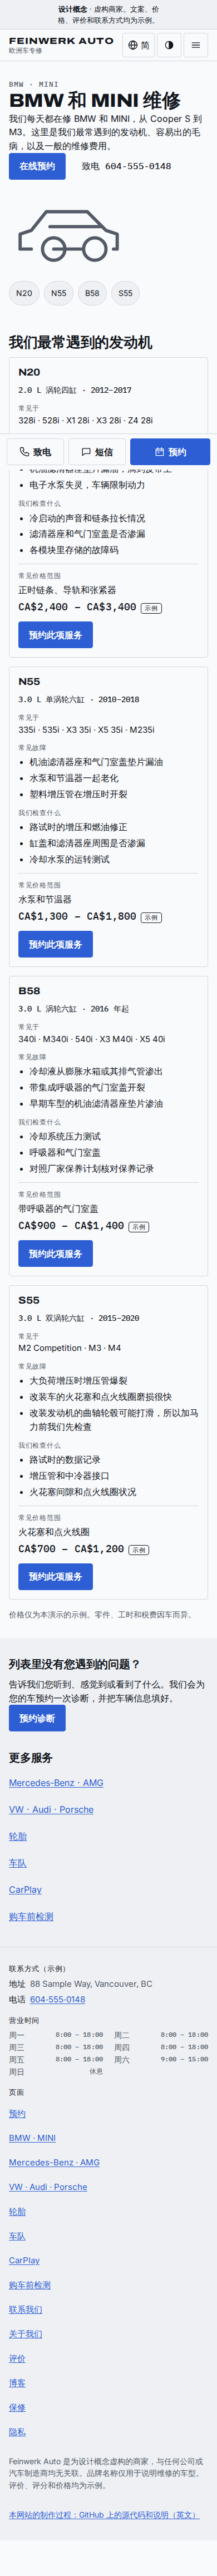 设计概念 · 虚构商家、文案、价
格、评价和联系方式均为示例。
FEINWERK AUTO
欧洲车专修
简
BMW · MINI
BMW 和 MINI 维修
我们每天都在修 BMW 和 MINI，从 Cooper S 到
M3。这里是我们最常遇到的发动机、容易出的毛
病，以及一般的维修费用。
在线预约
致电 604-555-0148
N20
N55
B58
S55
我们最常遇到的发动机
N20
2.0 L 涡轮四缸 · 2012–2017
常见于
328i · 528i · X1 28i · X3 28i · Z4 28i
致电
短信
预约
电子水泵失灵，车辆限制动力
我们检查什么
冷启动的声音和链条拉长情况
滤清器座和气门室盖是否渗漏
各模块里存储的故障码
常见价格范围
正时链条、导轨和张紧器
CA$2,400 – CA$3,400 示例
预约此项服务
N55
3.0 L 单涡轮六缸 · 2010–2018
常见于
335i · 535i · X3 35i · X5 35i · M235i
常见故障
机油滤清器座和气门室盖垫片漏油
水泵和节温器一起老化
塑料增压管在增压时开裂
我们检查什么
路试时的增压和燃油修正
缸盖和滤清器座周围是否渗漏
冷却水泵的运转测试
常见价格范围
水泵和节温器
CA$1,300 – CA$1,800 示例
预约此项服务
B58
3.0 L 涡轮六缸 · 2016 年起
常见于
340i · M340i · 540i · X3 M40i · X5 40i
常见故障
冷却液从膨胀水箱或其排气管渗出
带集成呼吸器的气门室盖开裂
早期车型的机油滤清器座垫片渗油
我们检查什么
冷却系统压力测试
呼吸器和气门室盖
对照厂家保养计划核对保养记录
常见价格范围
带呼吸器的气门室盖
CA$900 – CA$1,400 示例
预约此项服务
S55
3.0 L 双涡轮六缸 · 2015–2020
常见于
M2 Competition · M3 · M4
常见故障
大负荷增压时增压管爆裂
改装车的火花塞和点火线圈磨损很快
改装发动机的曲轴轮毂可能打滑，所以加马
力前我们先检查
我们检查什么
路试时的数据记录
增压管和中冷器接口
火花塞间隙和点火线圈状况
常见价格范围
火花塞和点火线圈
CA$700 – CA$1,200 示例
预约此项服务
价格仅为本演示的示例。零件、工时和税费因车而异。
列表里没有您遇到的问题？
告诉我们您听到、感觉到或看到了什么。我们会为
您的车预约一次诊断，并把车辆信息填好。
预约诊断
更多服务
Mercedes-Benz · AMG
VW · Audi · Porsche
轮胎
车队
CarPlay
购车前检测
联系方式（示例）
地址 88 Sample Way, Vancouver, BC
电话 604-555-0148
营业时间
周一 8:00 – 18:00 周二 8:00 – 18:00
周三 8:00 – 18:00 周四 8:00 – 18:00
周五 8:00 – 18:00 周六 9:00 – 15:00
周日 休息
页面
预约
BMW · MINI
Mercedes-Benz · AMG
VW · Audi · Porsche
轮胎
车队
CarPlay
购车前检测
联系我们
关于我们
评价
博客
保修
隐私
Feinwerk Auto 是为设计概念虚构的商家，与任何公司或
汽车制造商均无关联。品牌名称仅用于说明维修的车型。
评价、评分和价格均为示例。
本网站的制作过程：GitHub 上的源代码和说明（英文）